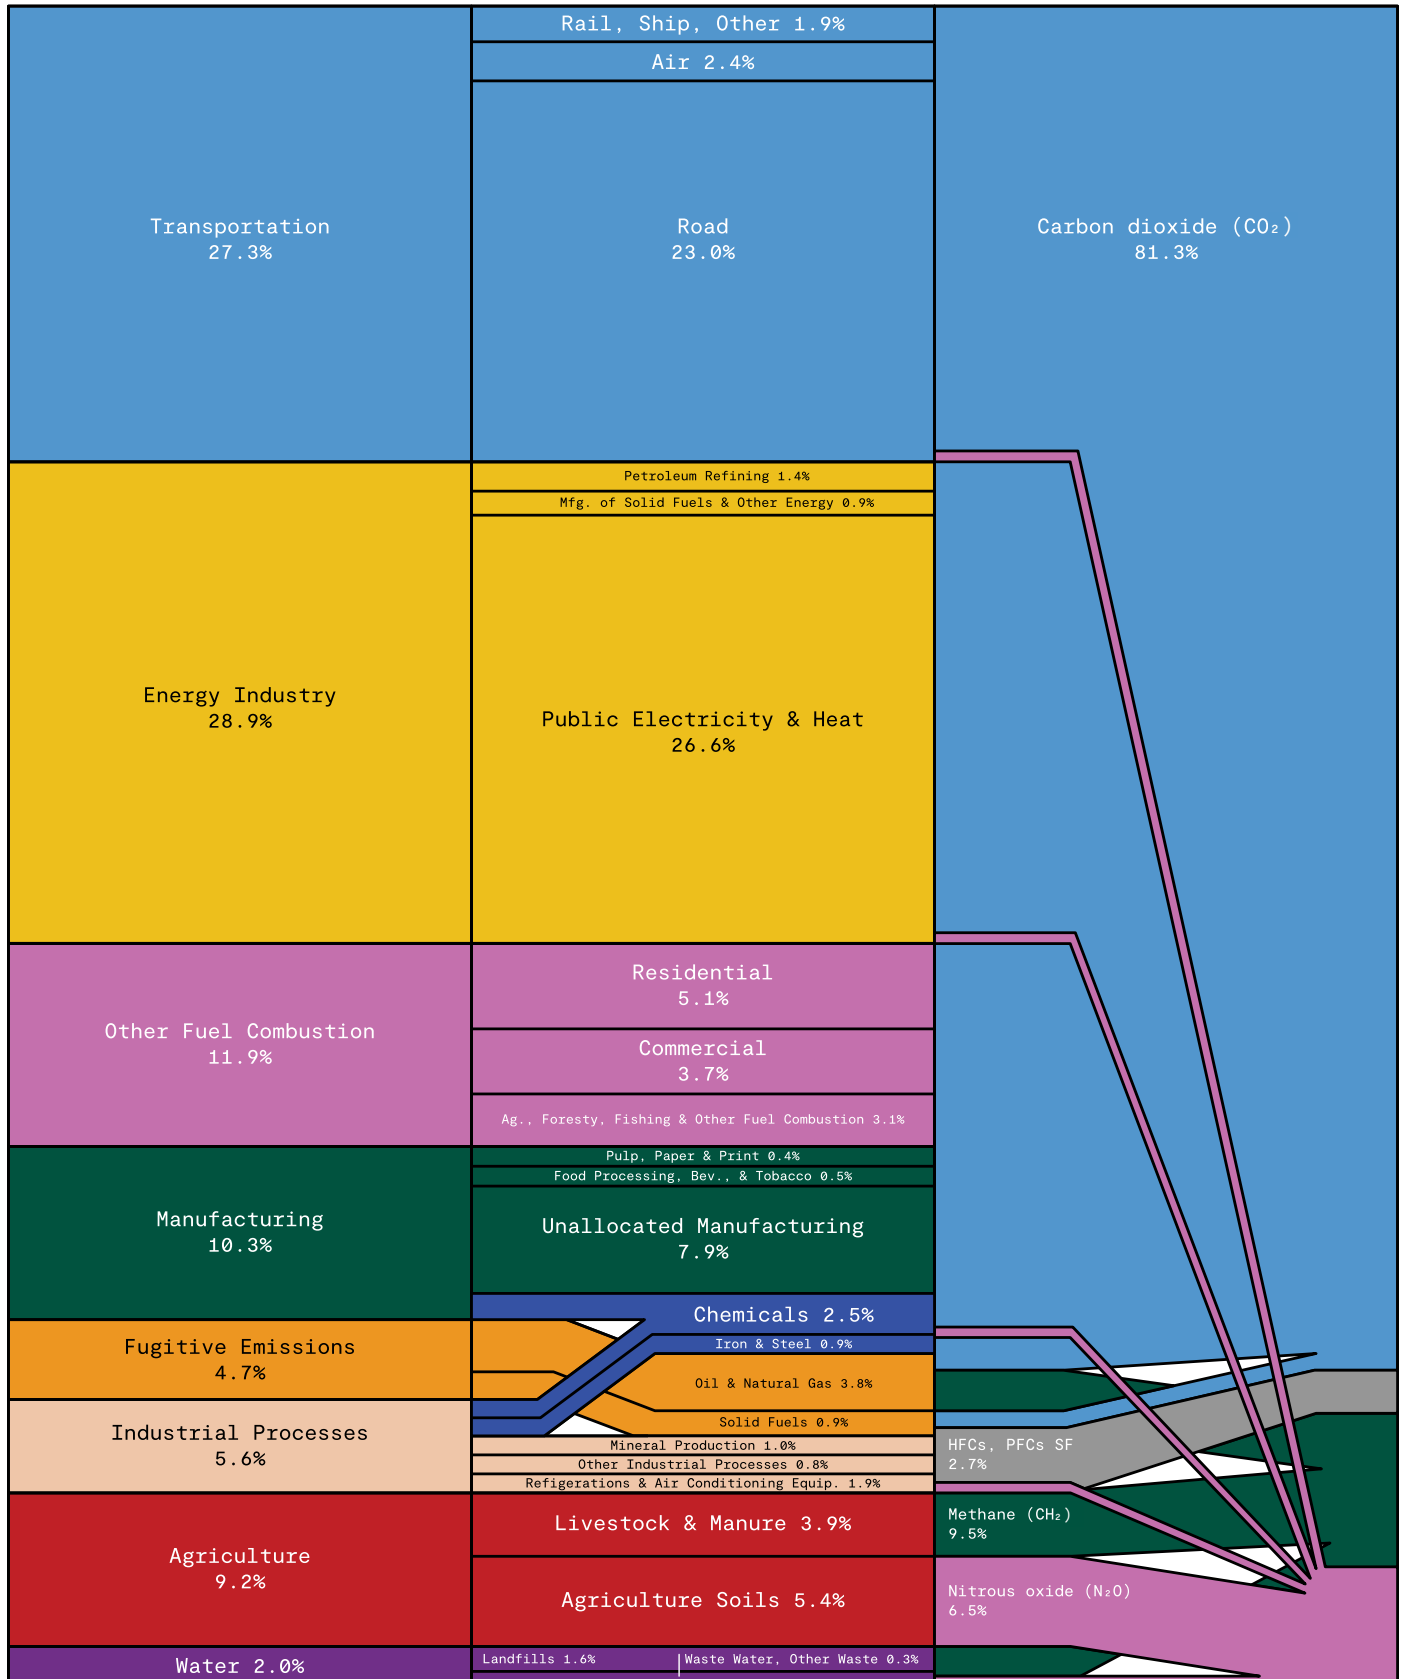 Rail, Ship, Other 1.9%
Air 2.4%
Transportation
27.3%
Road
23.0%
Carbon dioxide (CO₂)
81.3%
Petroleum Refining 1.4%
Mfg. of Solid Fuels & Other Energy 0.9%
Energy Industry
28.9%
Public Electricity & Heat
26.6%
Residential
5.1%
Other Fuel Combustion
11.9%
Commercial
3.7%
Ag., Foresty, Fishing & Other Fuel Combustion 3.1%
Pulp, Paper & Print 0.4%
Food Processing, Bev., & Tobacco 0.5%
Manufacturing
10.3%
Unallocated Manufacturing
7.9%
Chemicals 2.5%
Iron & Steel 0.9%
Fugitive Emissions
4.7%
Oil & Natural Gas 3.8%
Solid Fuels 0.9%
Industrial Processes
5.6%
Mineral Production 1.0%
Other Industrial Processes 0.8%
Refigerations & Air Conditioning Equip. 1.9%
HFCs, PFCs SF
2.7%
Methane (CH₂)
9.5%
Livestock & Manure 3.9%
Agriculture
9.2%
Agriculture Soils 5.4%
Nitrous oxide (N₂O)
6.5%
Water 2.0%
Landfills 1.6%
Waste Water, Other Waste 0.3%